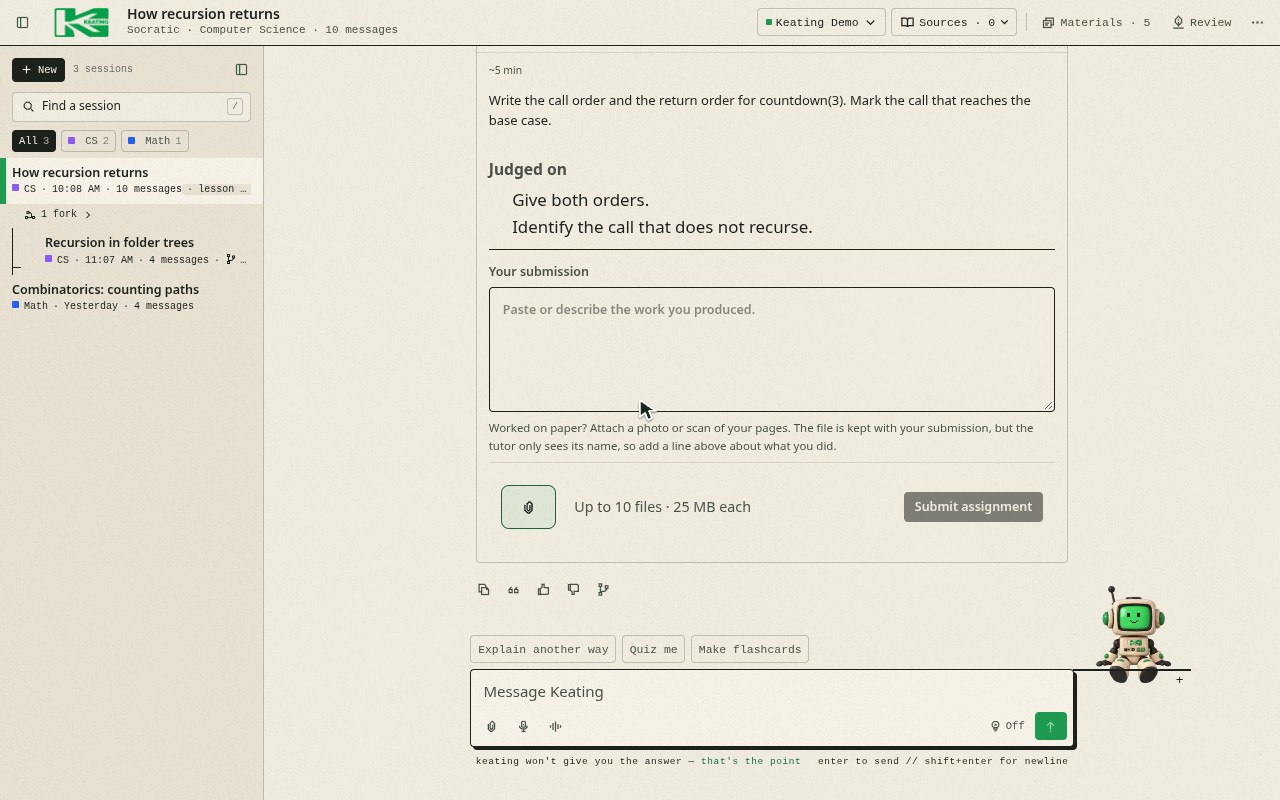 KEATING
How recursion returns
Socratic · Computer Science · 10 messages
Keating Demo
Sources · 0
Materials · 5
Review
New
3 sessions
Find a session
/
All 3
CS 2
Math 1
How recursion returns
CS · 10:08 AM · 10 messages · lesson …
1 fork
Recursion in folder trees
CS · 11:07 AM · 4 messages · …
Combinatorics: counting paths
Math · Yesterday · 4 messages
~5 min
Write the call order and the return order for countdown(3). Mark the call that reaches the
base case.
Judged on
Give both orders.
Identify the call that does not recurse.
Your submission
Paste or describe the work you produced.
Worked on paper? Attach a photo or scan of your pages. The file is kept with your submission, but the
tutor only sees its name, so add a line above about what you did.
Up to 10 files · 25 MB each
Submit assignment
Explain another way
Quiz me
Make flashcards
Message Keating
Off
keating won't give you the answer — that's the point
enter to send // shift+enter for newline